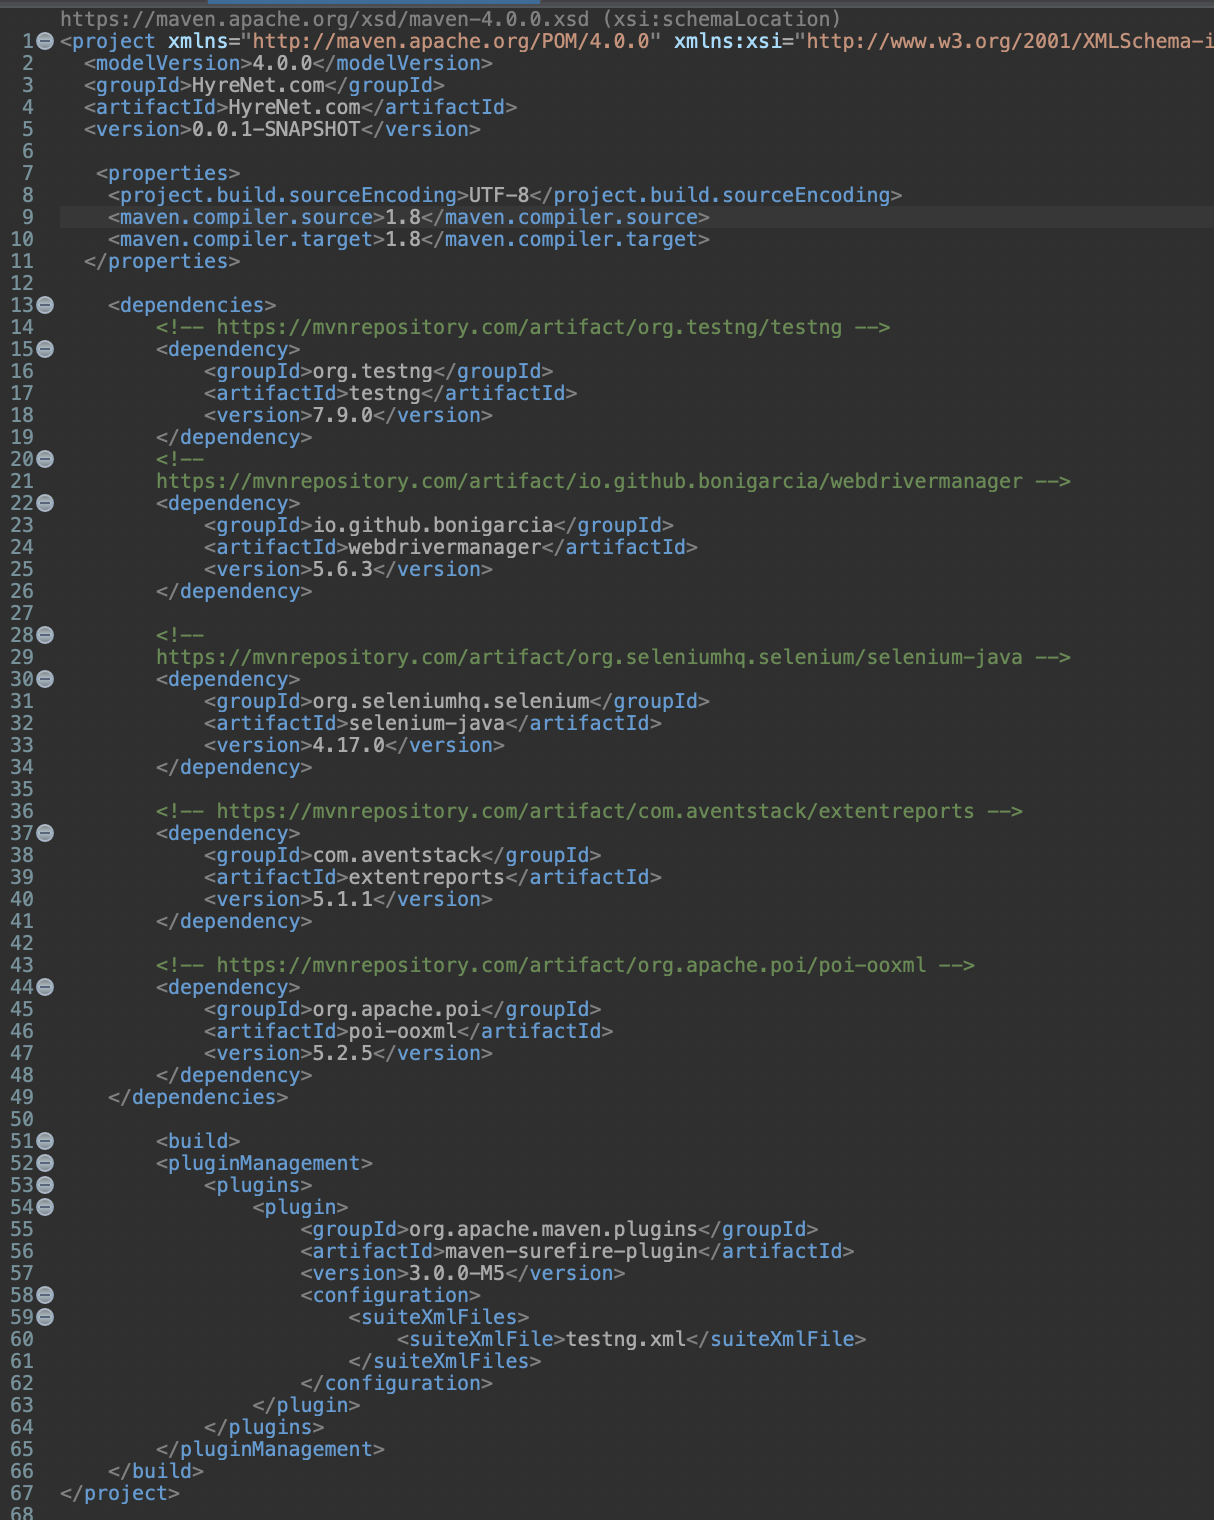 https://maven.apache.org/xsd/maven-4.0.0.xsd (xsi:schemaLocation)
1 <project xmlns="http://maven.apache.org/POM/4.0.0" xmlns:xsi="http://www.w3.org/2001/XMLSchema-i
2 <modelVersion>4.0.0</modelVersion>
3 <groupId>HyreNet.com</groupId>
4 <artifactId>HyreNet.com</artifactId>
5 <version>0.0.1-SNAPSHOT</version>
6
7 <properties>
8 <project.build.sourceEncoding>UTF-8</project.build.sourceEncoding>
9 <maven.compiler.source>1.8</maven.compiler.source>
10 <maven.compiler.target>1.8</maven.compiler.target>
11 </properties>
12
13 <dependencies>
14 <!-- https://mvnrepository.com/artifact/org.testng/testng -->
15 <dependency>
16 <groupId>org.testng</groupId>
17 <artifactId>testng</artifactId>
18 <version>7.9.0</version>
19 </dependency>
20 <!--
21 https://mvnrepository.com/artifact/io.github.bonigarcia/webdrivermanager -->
22 <dependency>
23 <groupId>io.github.bonigarcia</groupId>
24 <artifactId>webdrivermanager</artifactId>
25 <version>5.6.3</version>
26 </dependency>
27
28 <!--
29 https://mvnrepository.com/artifact/org.seleniumhq.selenium/selenium-java -->
30 <dependency>
31 <groupId>org.seleniumhq.selenium</groupId>
32 <artifactId>selenium-java</artifactId>
33 <version>4.17.0</version>
34 </dependency>
35
36 <!-- https://mvnrepository.com/artifact/com.aventstack/extentreports -->
37 <dependency>
38 <groupId>com.aventstack</groupId>
39 <artifactId>extentreports</artifactId>
40 <version>5.1.1</version>
41 </dependency>
42
43 <!-- https://mvnrepository.com/artifact/org.apache.poi/poi-ooxml -->
44 <dependency>
45 <groupId>org.apache.poi</groupId>
46 <artifactId>poi-ooxml</artifactId>
47 <version>5.2.5</version>
48 </dependency>
49 </dependencies>
50
51 <build>
52 <pluginManagement>
53 <plugins>
54 <plugin>
55 <groupId>org.apache.maven.plugins</groupId>
56 <artifactId>maven-surefire-plugin</artifactId>
57 <version>3.0.0-M5</version>
58 <configuration>
59 <suiteXmlFiles>
60 <suiteXmlFile>testng.xml</suiteXmlFile>
61 </suiteXmlFiles>
62 </configuration>
63 </plugin>
64 </plugins>
65 </pluginManagement>
66 </build>
67 </project>
68